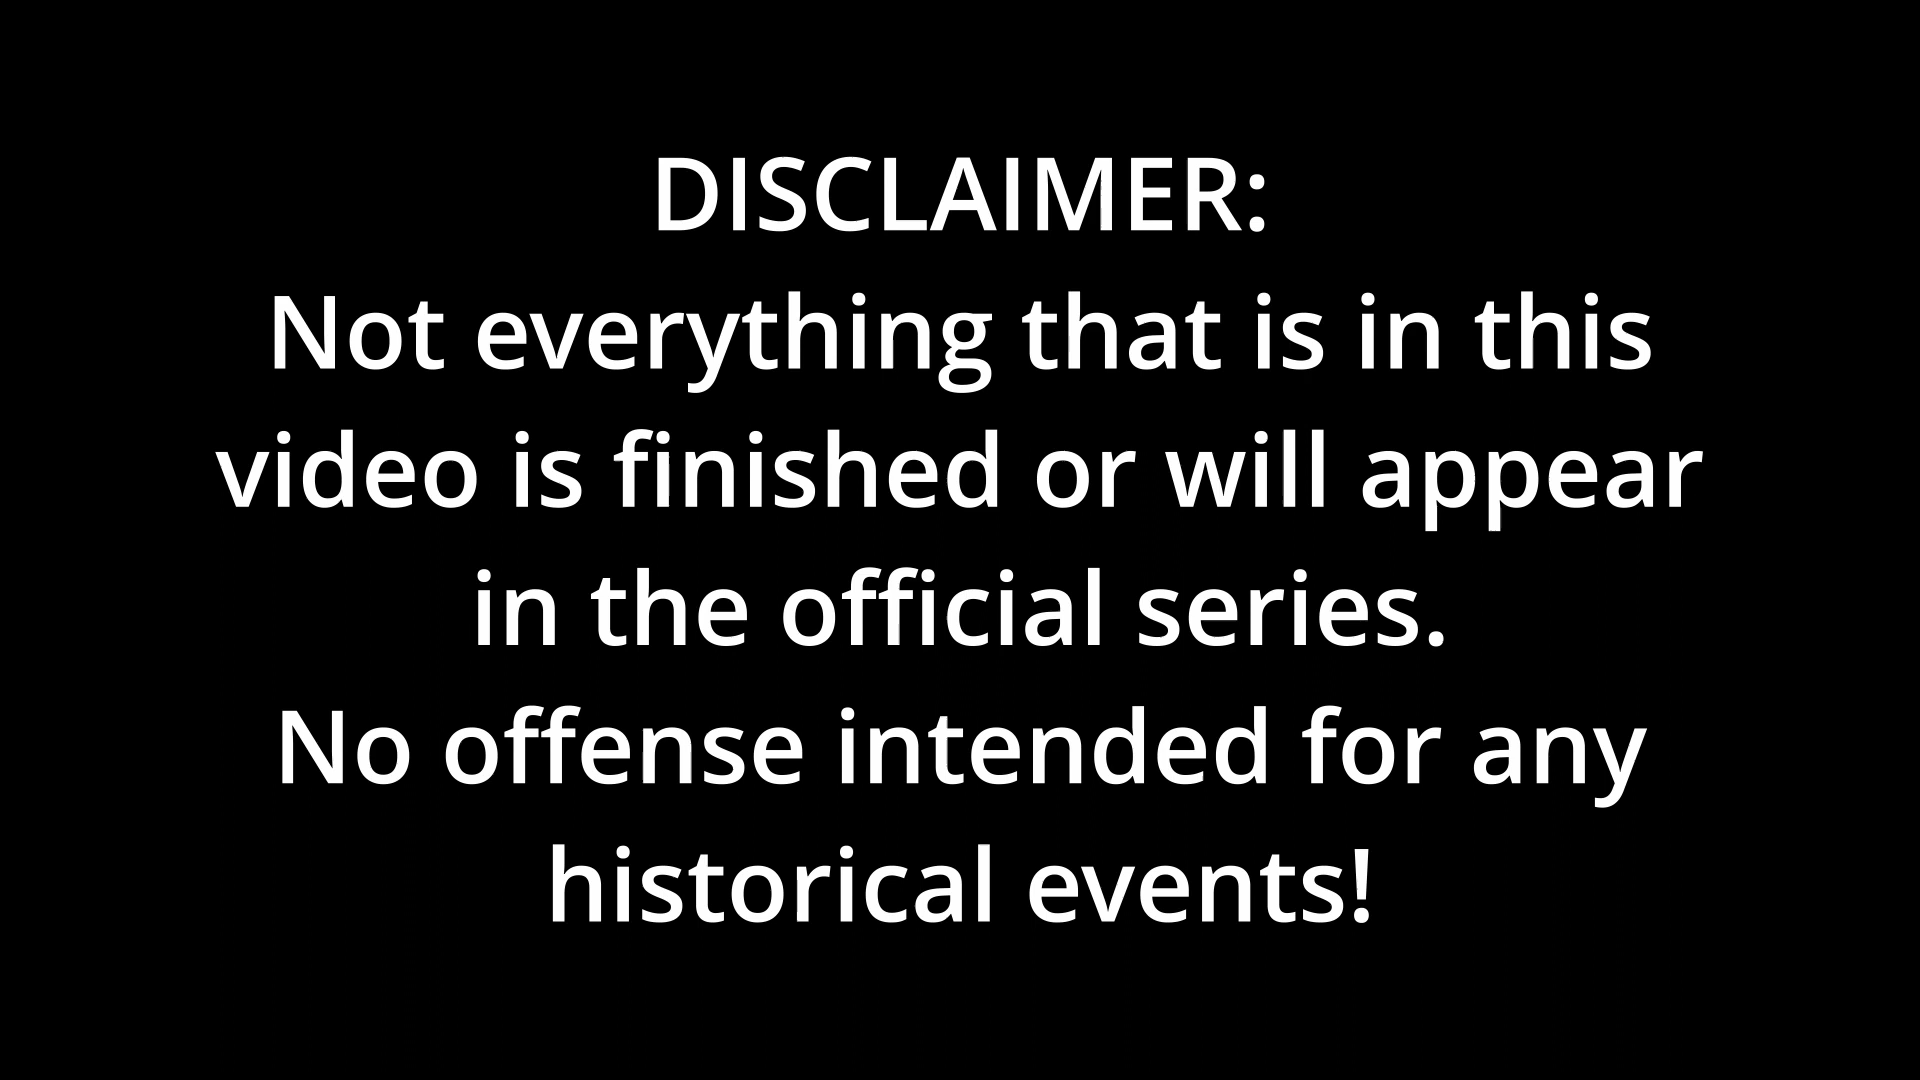 DISCLAIMER:
Not everything that is in this
video is finished or will appear
in the official series.
No offense intended for any
historical events!